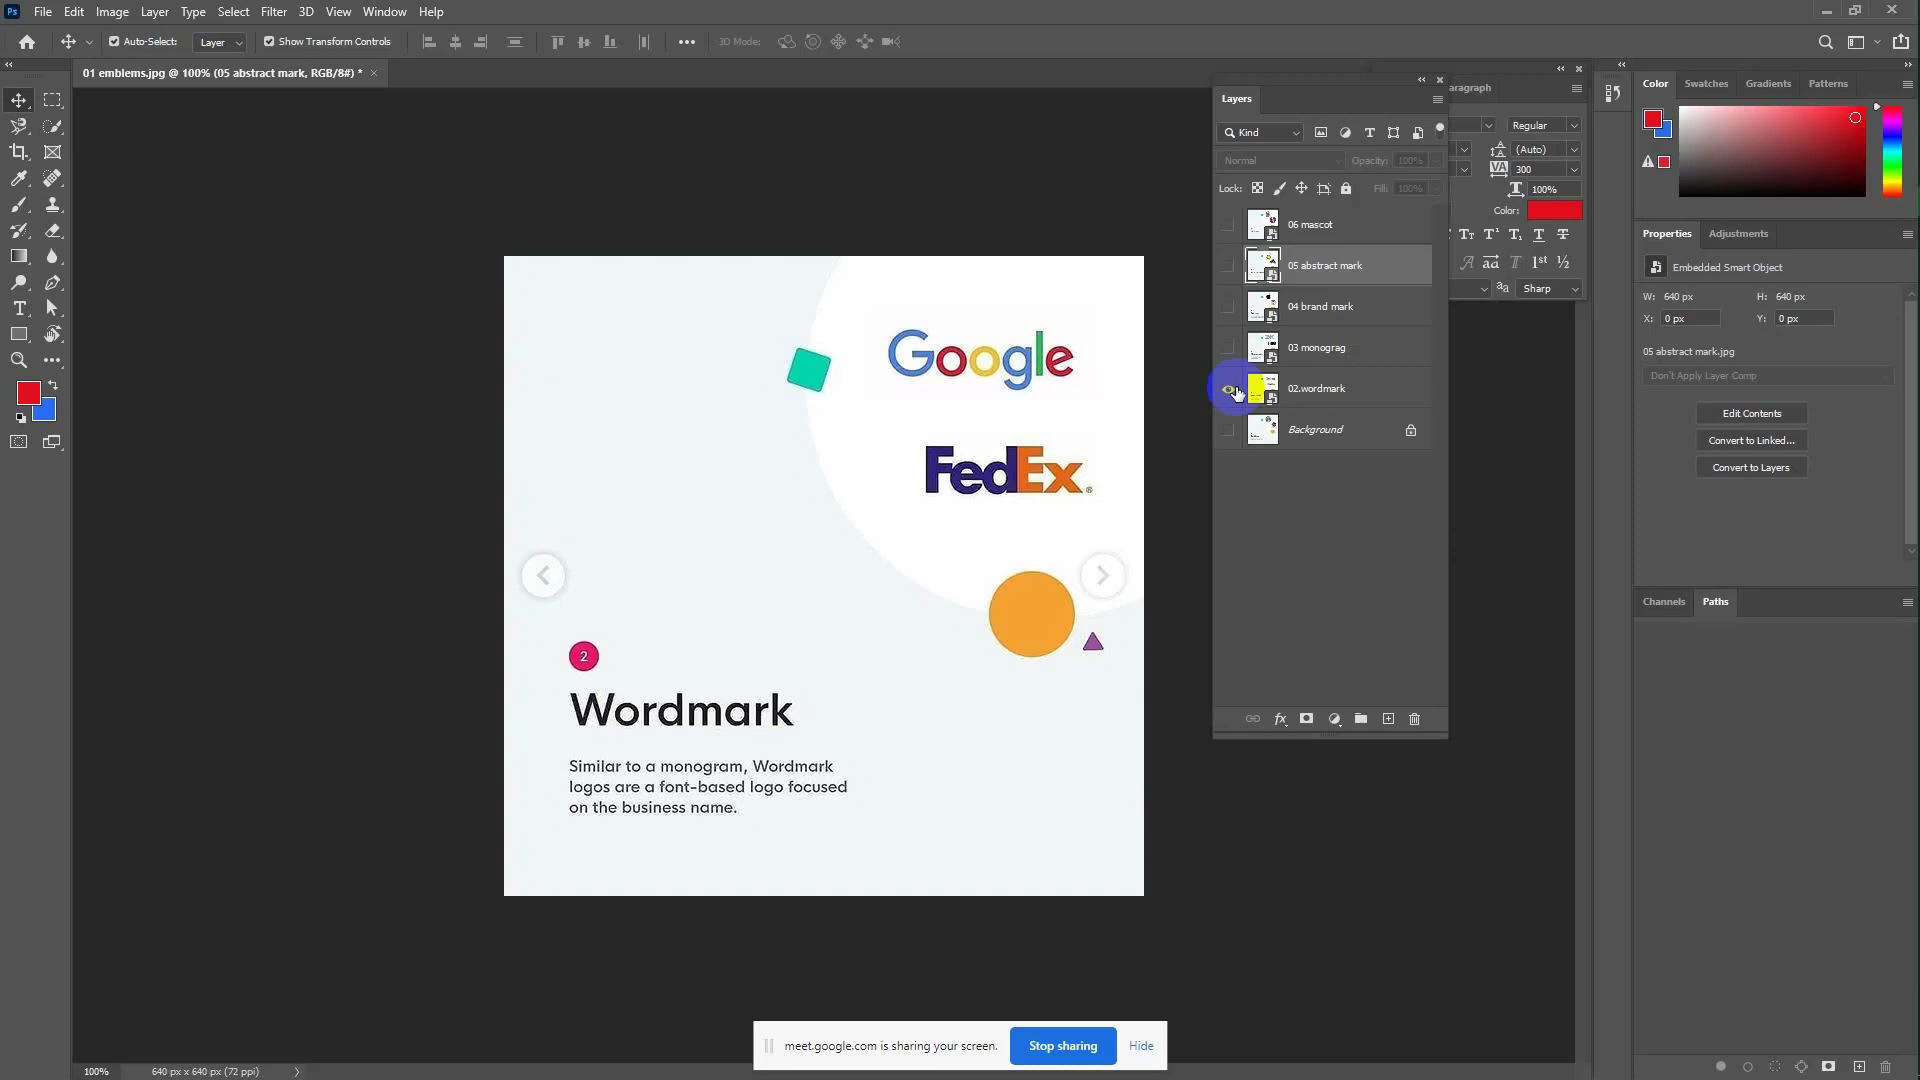 Ps File Edit Image Layer Type Select Filter 3D View Window Help
Auto-Select: Layer Show Transform Controls 3D Mode:
01 emblems.jpg @ 100% (05 abstract mark, RGB/8#) *
Google
FedEx®
2
Wordmark
Similar to a monogram, Wordmark
logos are a font-based logo focused
on the business name.
Layers
Kind
Normal Opacity: 100%
Lock: Fill: 100%
06 mascot
05 abstract mark
04 brand mark
03 monograg
02.wordmark
Background
fx
aragraph
Regular
(Auto)
300
100%
Color:
Sharp
Color Swatches Gradients Patterns
Properties Adjustments
Embedded Smart Object
W: 640 px H: 640 px
X: 0 px Y: 0 px
05 abstract mark.jpg
Don't Apply Layer Comp
Edit Contents
Convert to Linked...
Convert to Layers
Channels Paths
meet.google.com is sharing your screen. Stop sharing Hide
100% 640 px x 640 px (72 ppi)